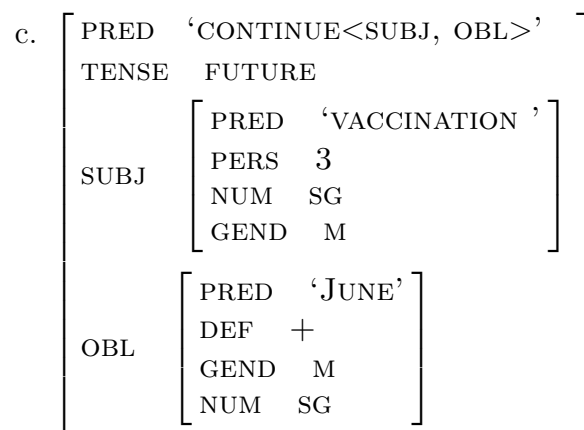 c. PRED ‘CONTINUE<SUBJ, OBL>’
TENSE FUTURE
SUBJ
PRED ‘VACCINATION ’
PERS 3
NUM SG
GEND M
OBL
PRED ‘JUNE’
DEF +
GEND M
NUM SG